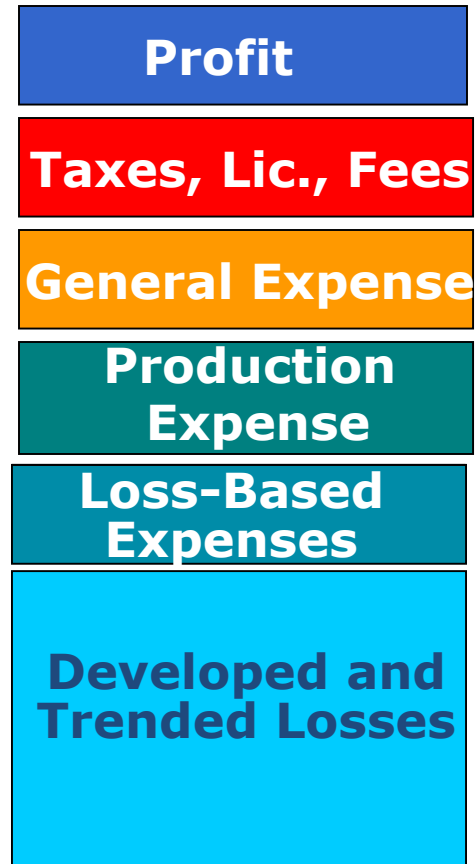 Profit
Taxes, Lic., Fees
General Expense
Production
Expense
Loss-Based
Expenses
Developed and
Trended Losses